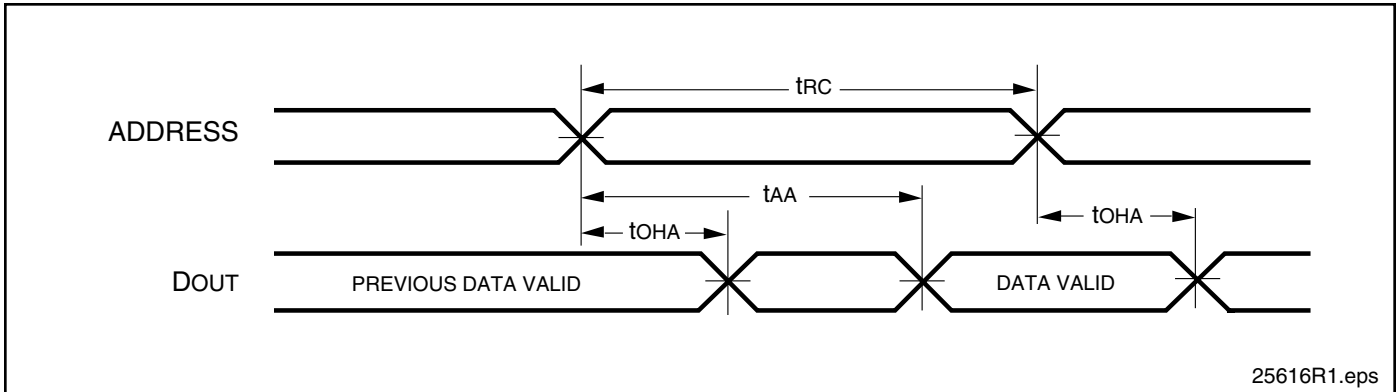 tRC
ADDRESS
tAA
tOHA
tOHA
DOUT
PREVIOUS DATA VALID
DATA VALID
25616R1.eps